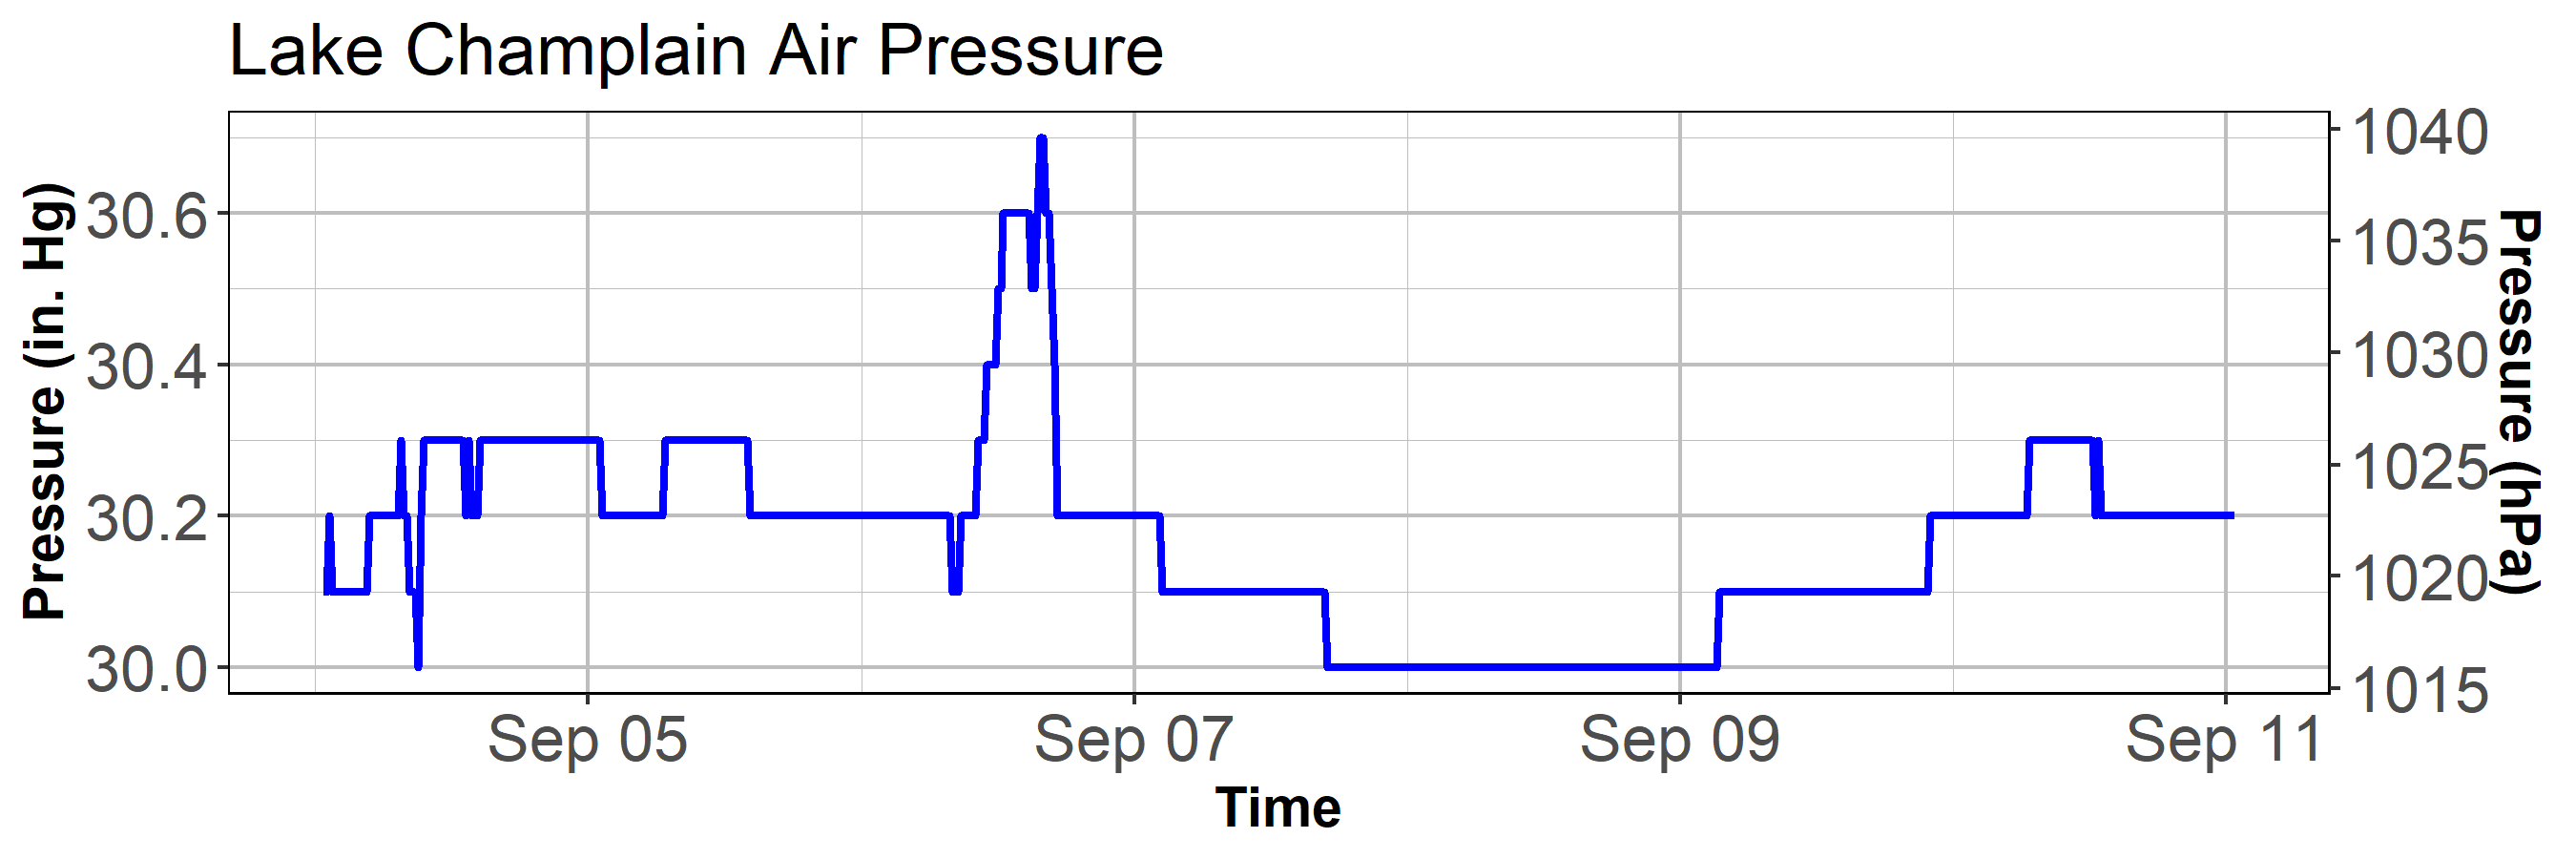 Lake Champlain Air Pressure
Pressure (in. Hg)
30.6
30.4
30.2
30.0
1040
1035
1030
1025
1020
1015
Pressure (hPa)
Sep 05 Sep 07 Sep 09 Sep 11
Time